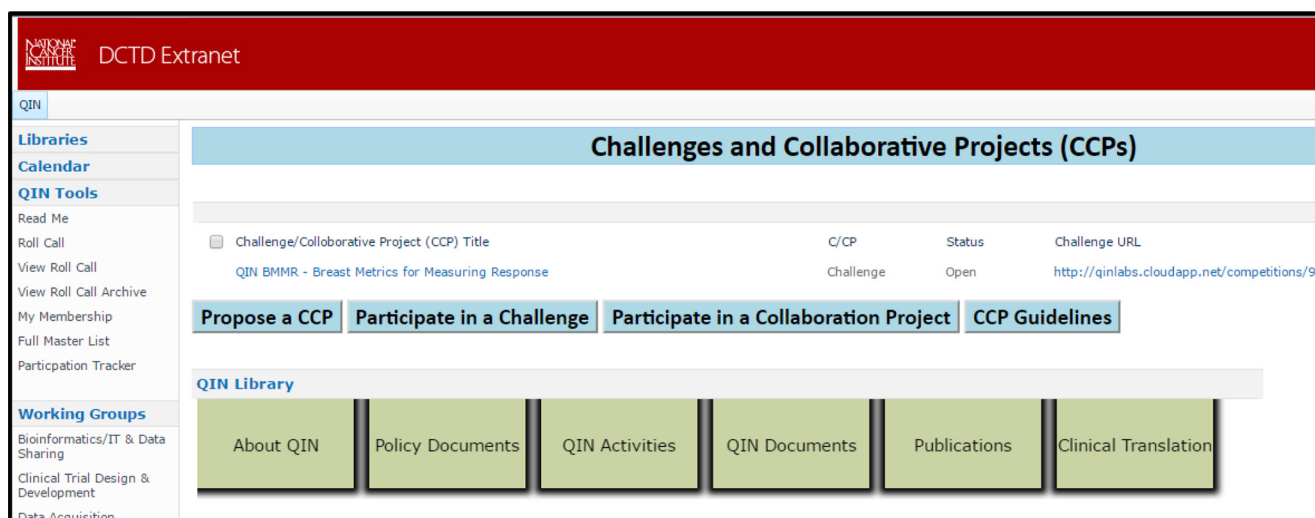 NATIONAL
CANCER
INSTITUTE
DCTD Extranet
QIN
Libraries
Calendar
QIN Tools
Read Me
Roll Call
View Roll Call
View Roll Call Archive
My Membership
Full Master List
Particpation Tracker
Working Groups
Bioinformatics/IT & Data
Sharing
Clinical Trial Design &
Development
Data Acquisition
Challenges and Collaborative Projects (CCPs)
Challenge/Colloborative Project (CCP) Title C/CP Status Challenge URL
QIN BMMR - Breast Metrics for Measuring Response Challenge Open http://qinlabs.cloudapp.net/competitions/9
Propose a CCP Participate in a Challenge Participate in a Collaboration Project CCP Guidelines
QIN Library
About QIN Policy Documents QIN Activities QIN Documents Publications Clinical Translation